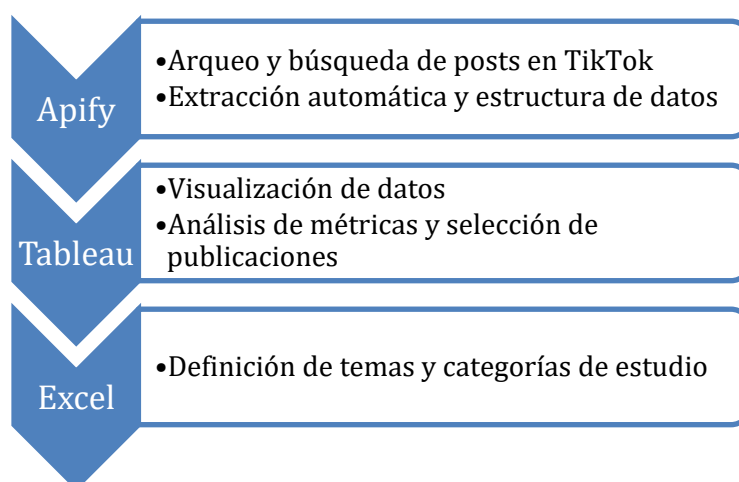 Apify
•Arqueo y búsqueda de posts en TikTok
•Extracción automática y estructura de datos
Tableau
•Visualización de datos
•Análisis de métricas y selección de
publicaciones
Excel
•Definición de temas y categorías de estudio